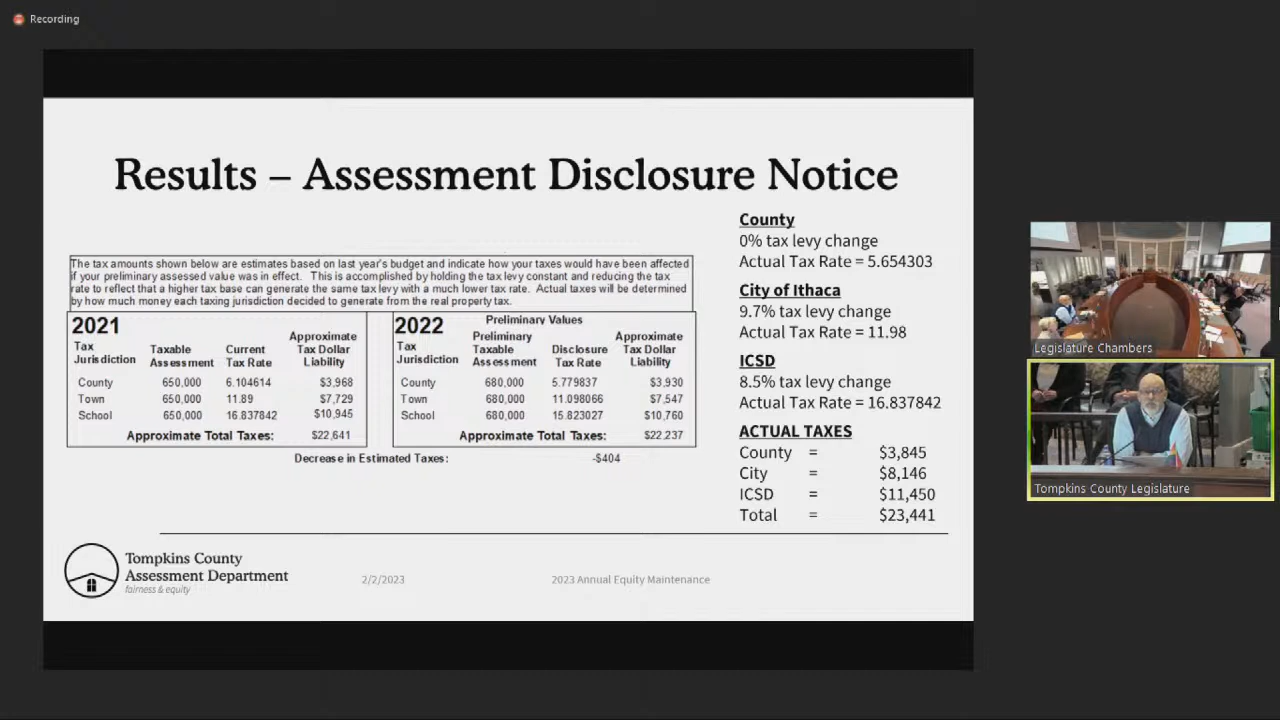 Recording
Results – Assessment Disclosure Notice
The tax amounts shown below are estimates based on last year's budget and indicate how your taxes would have been affected
if your preliminary assessed value was in effect. This is accomplished by holding the tax levy constant and reducing the tax
rate to reflect that a higher tax base can generate the same tax levy with a much lower tax rate. Actual taxes will be determined
by how much money each taxing jurisdiction decided to generate from the real property tax.
2021
Tax Jurisdiction Taxable Assessment Current Tax Rate Approximate Tax Dollar Liability
County 650,000 6.104614 $3,968
Town 650,000 11.89 $7,729
School 650,000 16.837842 $10,945
Approximate Total Taxes: $22,641
2022 Preliminary Values
Tax Jurisdiction Preliminary Taxable Assessment Disclosure Tax Rate Approximate Tax Dollar Liability
County 680,000 5.779837 $3,930
Town 680,000 11.098066 $7,547
School 680,000 15.823027 $10,760
Approximate Total Taxes: $22,237
Decrease in Estimated Taxes: -$404
County
0% tax levy change
Actual Tax Rate = 5.654303
City of Ithaca
9.7% tax levy change
Actual Tax Rate = 11.98
ICSD
8.5% tax levy change
Actual Tax Rate = 16.837842
ACTUAL TAXES
County = $3,845
City = $8,146
ICSD = $11,450
Total = $23,441
Tompkins County
Assessment Department
fairness & equity
2/2/2023
2023 Annual Equity Maintenance
Legislature Chambers
Tompkins County Legislature